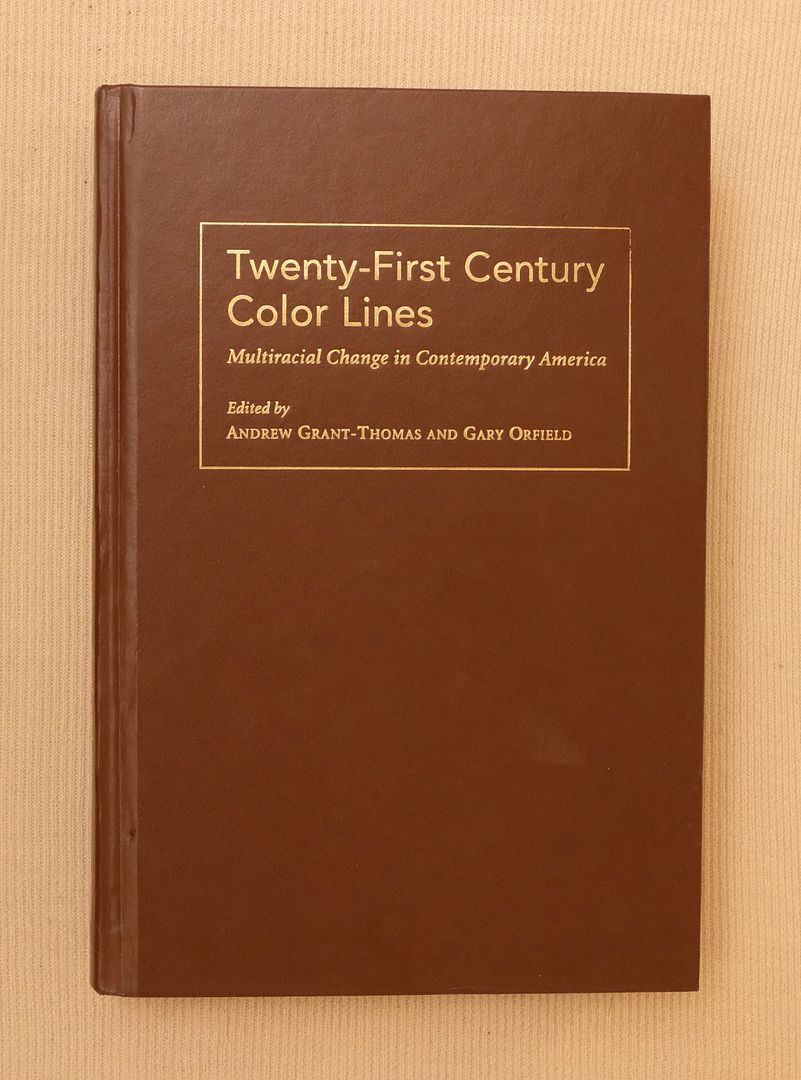 Twenty-First Century
Color Lines
Multiracial Change in Contemporary America
Edited by
ANDREW GRANT-THOMAS AND GARY ORFIELD